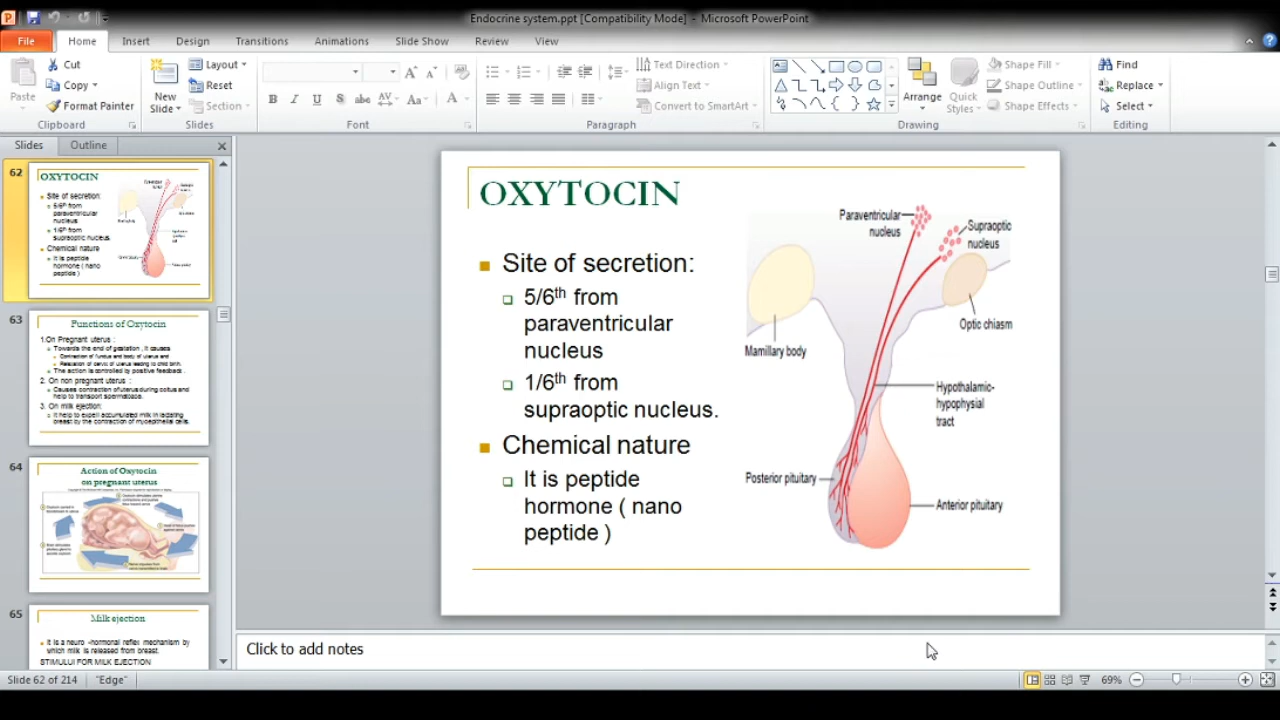 Endocrine system.ppt [Compatibility Mode] - Microsoft PowerPoint
File Home Insert Design Transitions Animations Slide Show Review View
Paste
Cut
Copy
Format Painter
Clipboard
New Slide
Layout
Reset
Section
Slides
B I U S abc AV Aa A
Font
Text Direction
Align Text
Convert to SmartArt
Paragraph
Arrange
Quick Styles
Shape Fill
Shape Outline
Shape Effects
Drawing
Find
Replace
Select
Editing
Slides Outline
62
OXYTOCIN
Site of secretion:
5/6th from
paraventricular
nucleus
1/6th from
supraoptic nucleus.
Chemical nature
It is peptide
hormone ( nano
peptide )
63
Functions of Oxytocin
1.On Pregnant uterus :
Towards the end of gestation , it causes
Contraction of fundus and body of uterus and
Relaxation of cervix of uterus leading to child birth.
The action is controlled by positive feedback .
2. On non pregnant uterus :
Causes contraction of uterus during coitus and
help to transport spermatozoa.
3. On milk ejection:
It help to expell accumulated milk in lactating
breast by the contraction of myoepithelial cells.
64
Action of Oxytocin
on pregnant uterus
65
Milk ejection
It is a neuro -hormonal reflex mechanism by
which milk is released from breast.
STIMULUI FOR MILK EJECTION
OXYTOCIN
Site of secretion:
5/6th from
paraventricular
nucleus
1/6th from
supraoptic nucleus.
Chemical nature
It is peptide
hormone ( nano
peptide )
Paraventricular
nucleus
Supraoptic
nucleus
Optic chiasm
Mamillary body
Hypothalamic-
hypophysial
tract
Posterior pituitary
Anterior pituitary
Click to add notes
Slide 62 of 214 "Edge" 69%